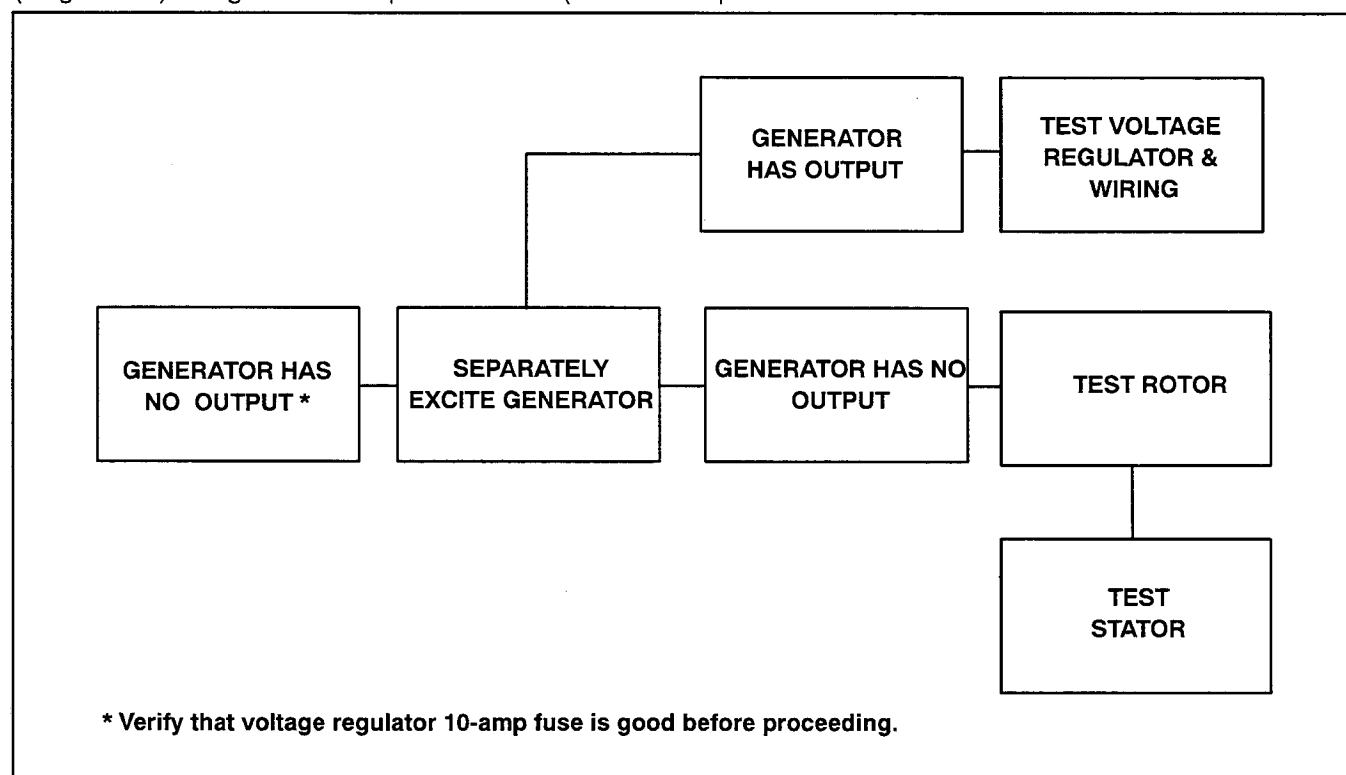 GENERATOR
HAS OUTPUT
TEST VOLTAGE
REGULATOR &
WIRING
GENERATOR HAS
NO OUTPUT *
SEPARATELY
EXCITE GENERATOR
GENERATOR HAS NO
OUTPUT
TEST ROTOR
TEST
STATOR
* Verify that voltage regulator 10-amp fuse is good before proceeding.